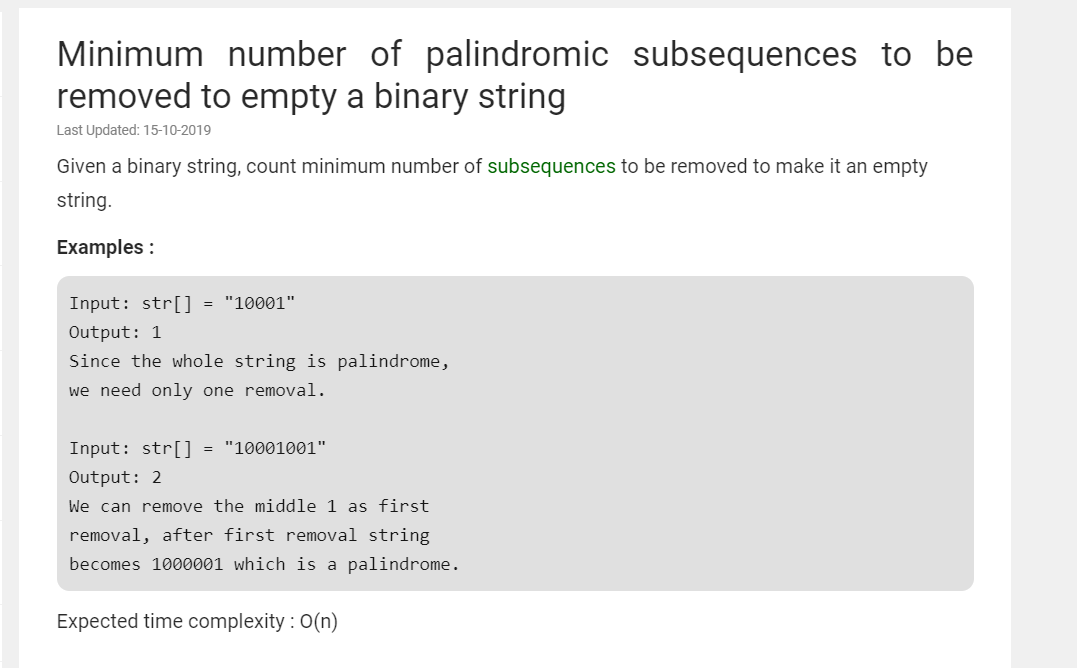 Minimum number of palindromic subsequences to be
removed to empty a binary string
Last Updated: 15-10-2019
Given a binary string, count minimum number of subsequences to be removed to make it an empty
string.
Examples :
Input: str[] = "10001"
Output: 1
Since the whole string is palindrome,
we need only one removal.
Input: str[] = "10001001"
Output: 2
We can remove the middle 1 as first
removal, after first removal string
becomes 1000001 which is a palindrome.
Expected time complexity : O(n)